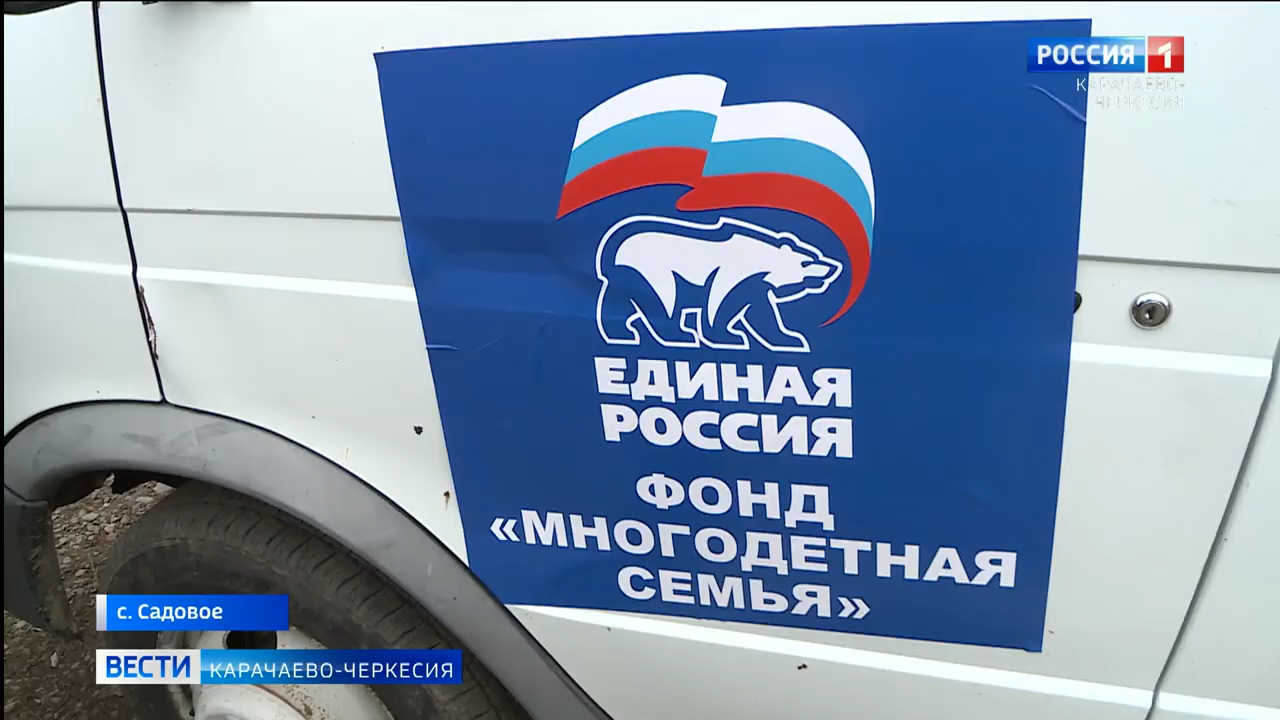 РОССИЯ 1
КАРАЧАЕВО-
ЧЕРКЕСИЯ
ЕДИНАЯ
РОССИЯ
ФОНД
«МНОГОДЕТНАЯ
СЕМЬЯ»
с. Садовое
ВЕСТИ КАРАЧАЕВО-ЧЕРКЕСИЯ